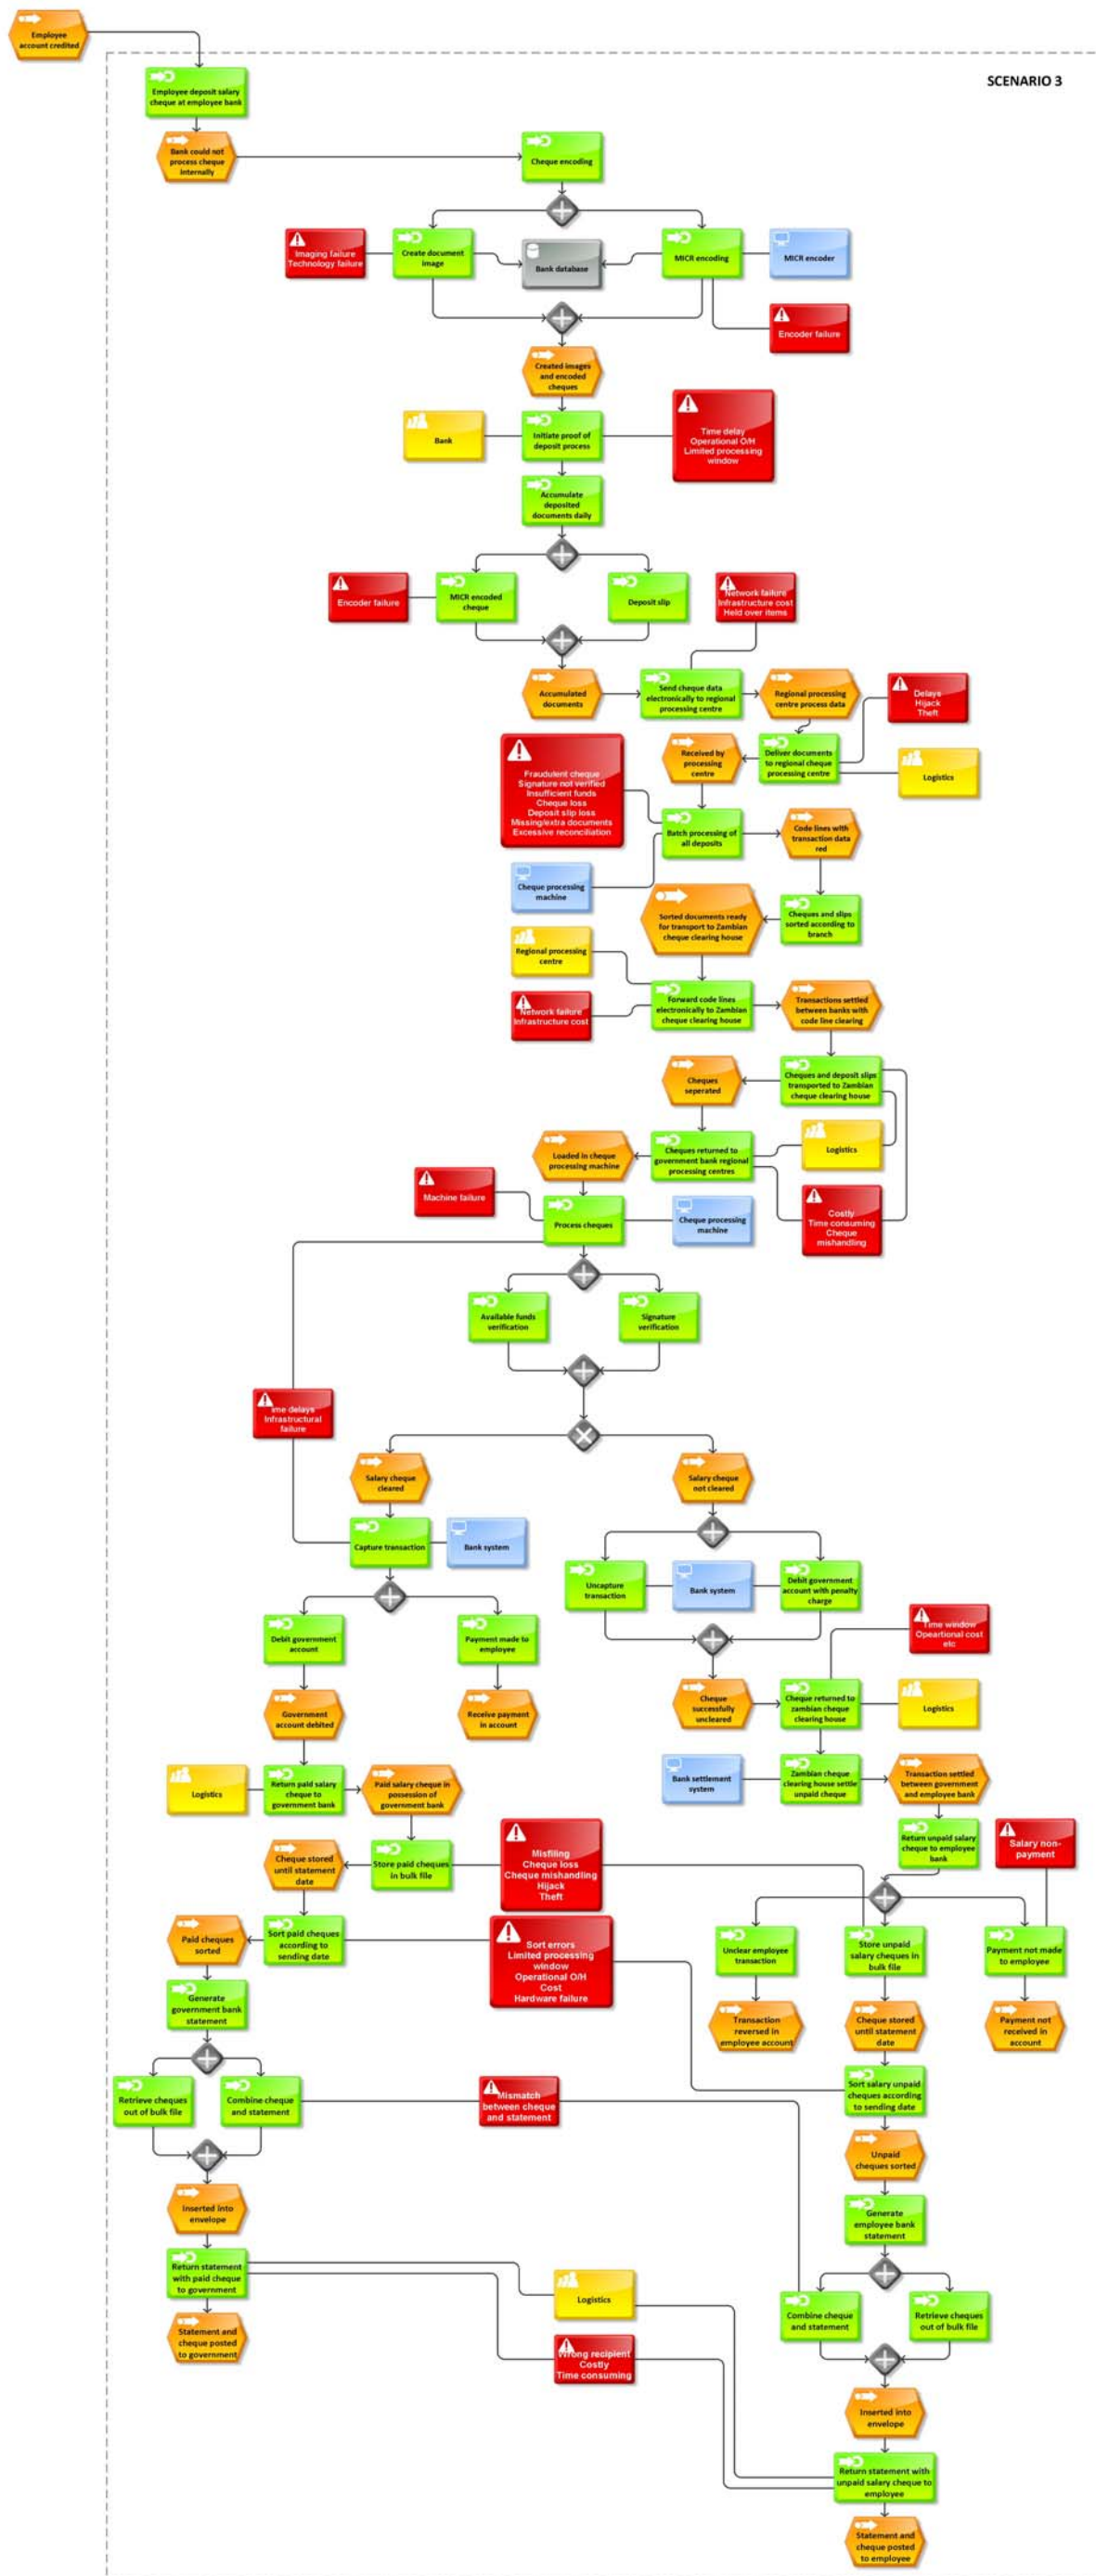 Employee
account credited
SCENARIO 3
Employee deposit salary
cheque at employee bank
Bank could not
process cheque
internally
Cheque encoding
Imaging failure
Technology failure
Create document
image
Bank database
MICR encoding
MICR encoder
Encoder failure
Created images
and encoded
cheques
Bank
Initiate proof of
deposit process
Time delay
Operational O/H
Limited processing
window
Accumulate
deposited
documents daily
Encoder failure
MICR encoded
cheque
Deposit slip
Network failure
Infrastructure cost
Held over items
Accumulated
documents
Send cheque data
electronically to regional
processing centre
Regional processing
centre process data
Delays
Hijack
Theft
Fraudulent cheque
Signature not verified
Insufficient funds
Cheque loss
Deposit slip loss
Missing/extra documents
Excessive reconciliation
Received by
processing
centre
Deliver documents
to regional cheque
processing centre
Logistics
Batch processing of
all deposits
Code lines with
transaction data
red
Cheque processing
machine
Sorted documents ready
for transport to Zambian
cheque clearing house
Cheques and slips
sorted according to
branch
Regional processing
centre
Network failure
Infrastructure cost
Forward code lines
electronically to Zambian
cheque clearing house
Transactions settled
between banks with
code line clearing
Cheques
seperated
Cheques and deposit slips
transported to Zambian
cheque clearing house
Loaded in cheque
processing machine
Cheques returned to
government bank regional
processing centres
Logistics
Machine failure
Process cheques
Cheque processing
machine
Costly
Time consuming
Cheque
mishandling
Available funds
verification
Signature
verification
ime delays
Infrastructural
failure
Salary cheque
cleared
Salary cheque
not cleared
Capture transaction
Bank system
Uncapture
transaction
Bank system
Debit government
account with penalty
charge
Debit government
account
Payment made to
employee
Time window
Opeartional cost
etc
Government
account debited
Receive payment
in account
Cheque
successfully
uncleared
Cheque returned to
zambian cheque
clearing house
Logistics
Logistics
Return paid salary
cheque to
government bank
Paid salary cheque in
possession of
government bank
Bank settlement
system
Zambian cheque
clearing house settle
unpaid cheque
Transaction settled
between government
and employee bank
Cheque stored
until statement
date
Store paid cheques
in bulk file
Misfiling
Cheque loss
Cheque mishandling
Hijack
Theft
Return unpaid salary
cheque to employee
bank
Salary non-
payment
Paid cheques
sorted
Sort paid cheques
according to
sending date
Sort errors
Limited processing
window
Operational O/H
Cost
Hardware failure
Unclear employee
transaction
Store unpaid
salary cheques in
bulk file
Payment not made
to employee
Generate
government bank
statement
Transaction
reversed in
employee account
Cheque stored
until statement
date
Payment not
received in
account
Retrieve cheques
out of bulk file
Combine cheque
and statement
Mismatch
between cheque
and statement
Sort salary unpaid
cheques according
to sending date
Unpaid
cheques sorted
Inserted into
envelope
Generate
employee bank
statement
Return statement
with paid cheque
to government
Logistics
Combine cheque
and statement
Retrieve cheques
out of bulk file
Statement and
cheque posted
to government
Wrong recipient
Costly
Time consuming
Inserted into
envelope
Return statement with
unpaid salary cheque to
employee
Statement and
cheque posted
to employee